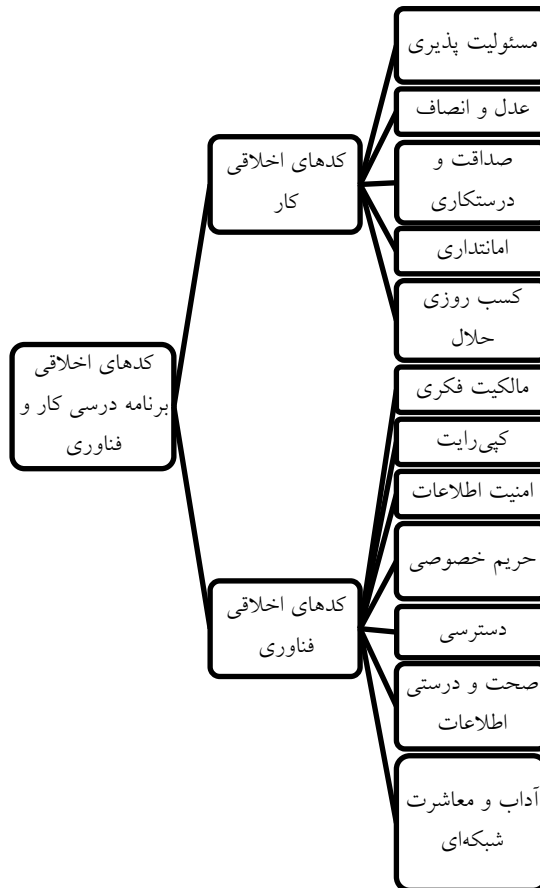 کدهای اخلاقی
برنامه درسی کار و
فناوری
کدهای اخلاقی
کار
مسئولیت پذیری
عدل و انصاف
صداقت و
درستکاری
امانتداری
کسب روزی
حلال
کدهای اخلاقی
فناوری
مالکیت فکری
کپی‌رایت
امنیت اطلاعات
حریم خصوصی
دسترسی
صحت و درستی
اطلاعات
آداب و معاشرت
شبکه‌ای